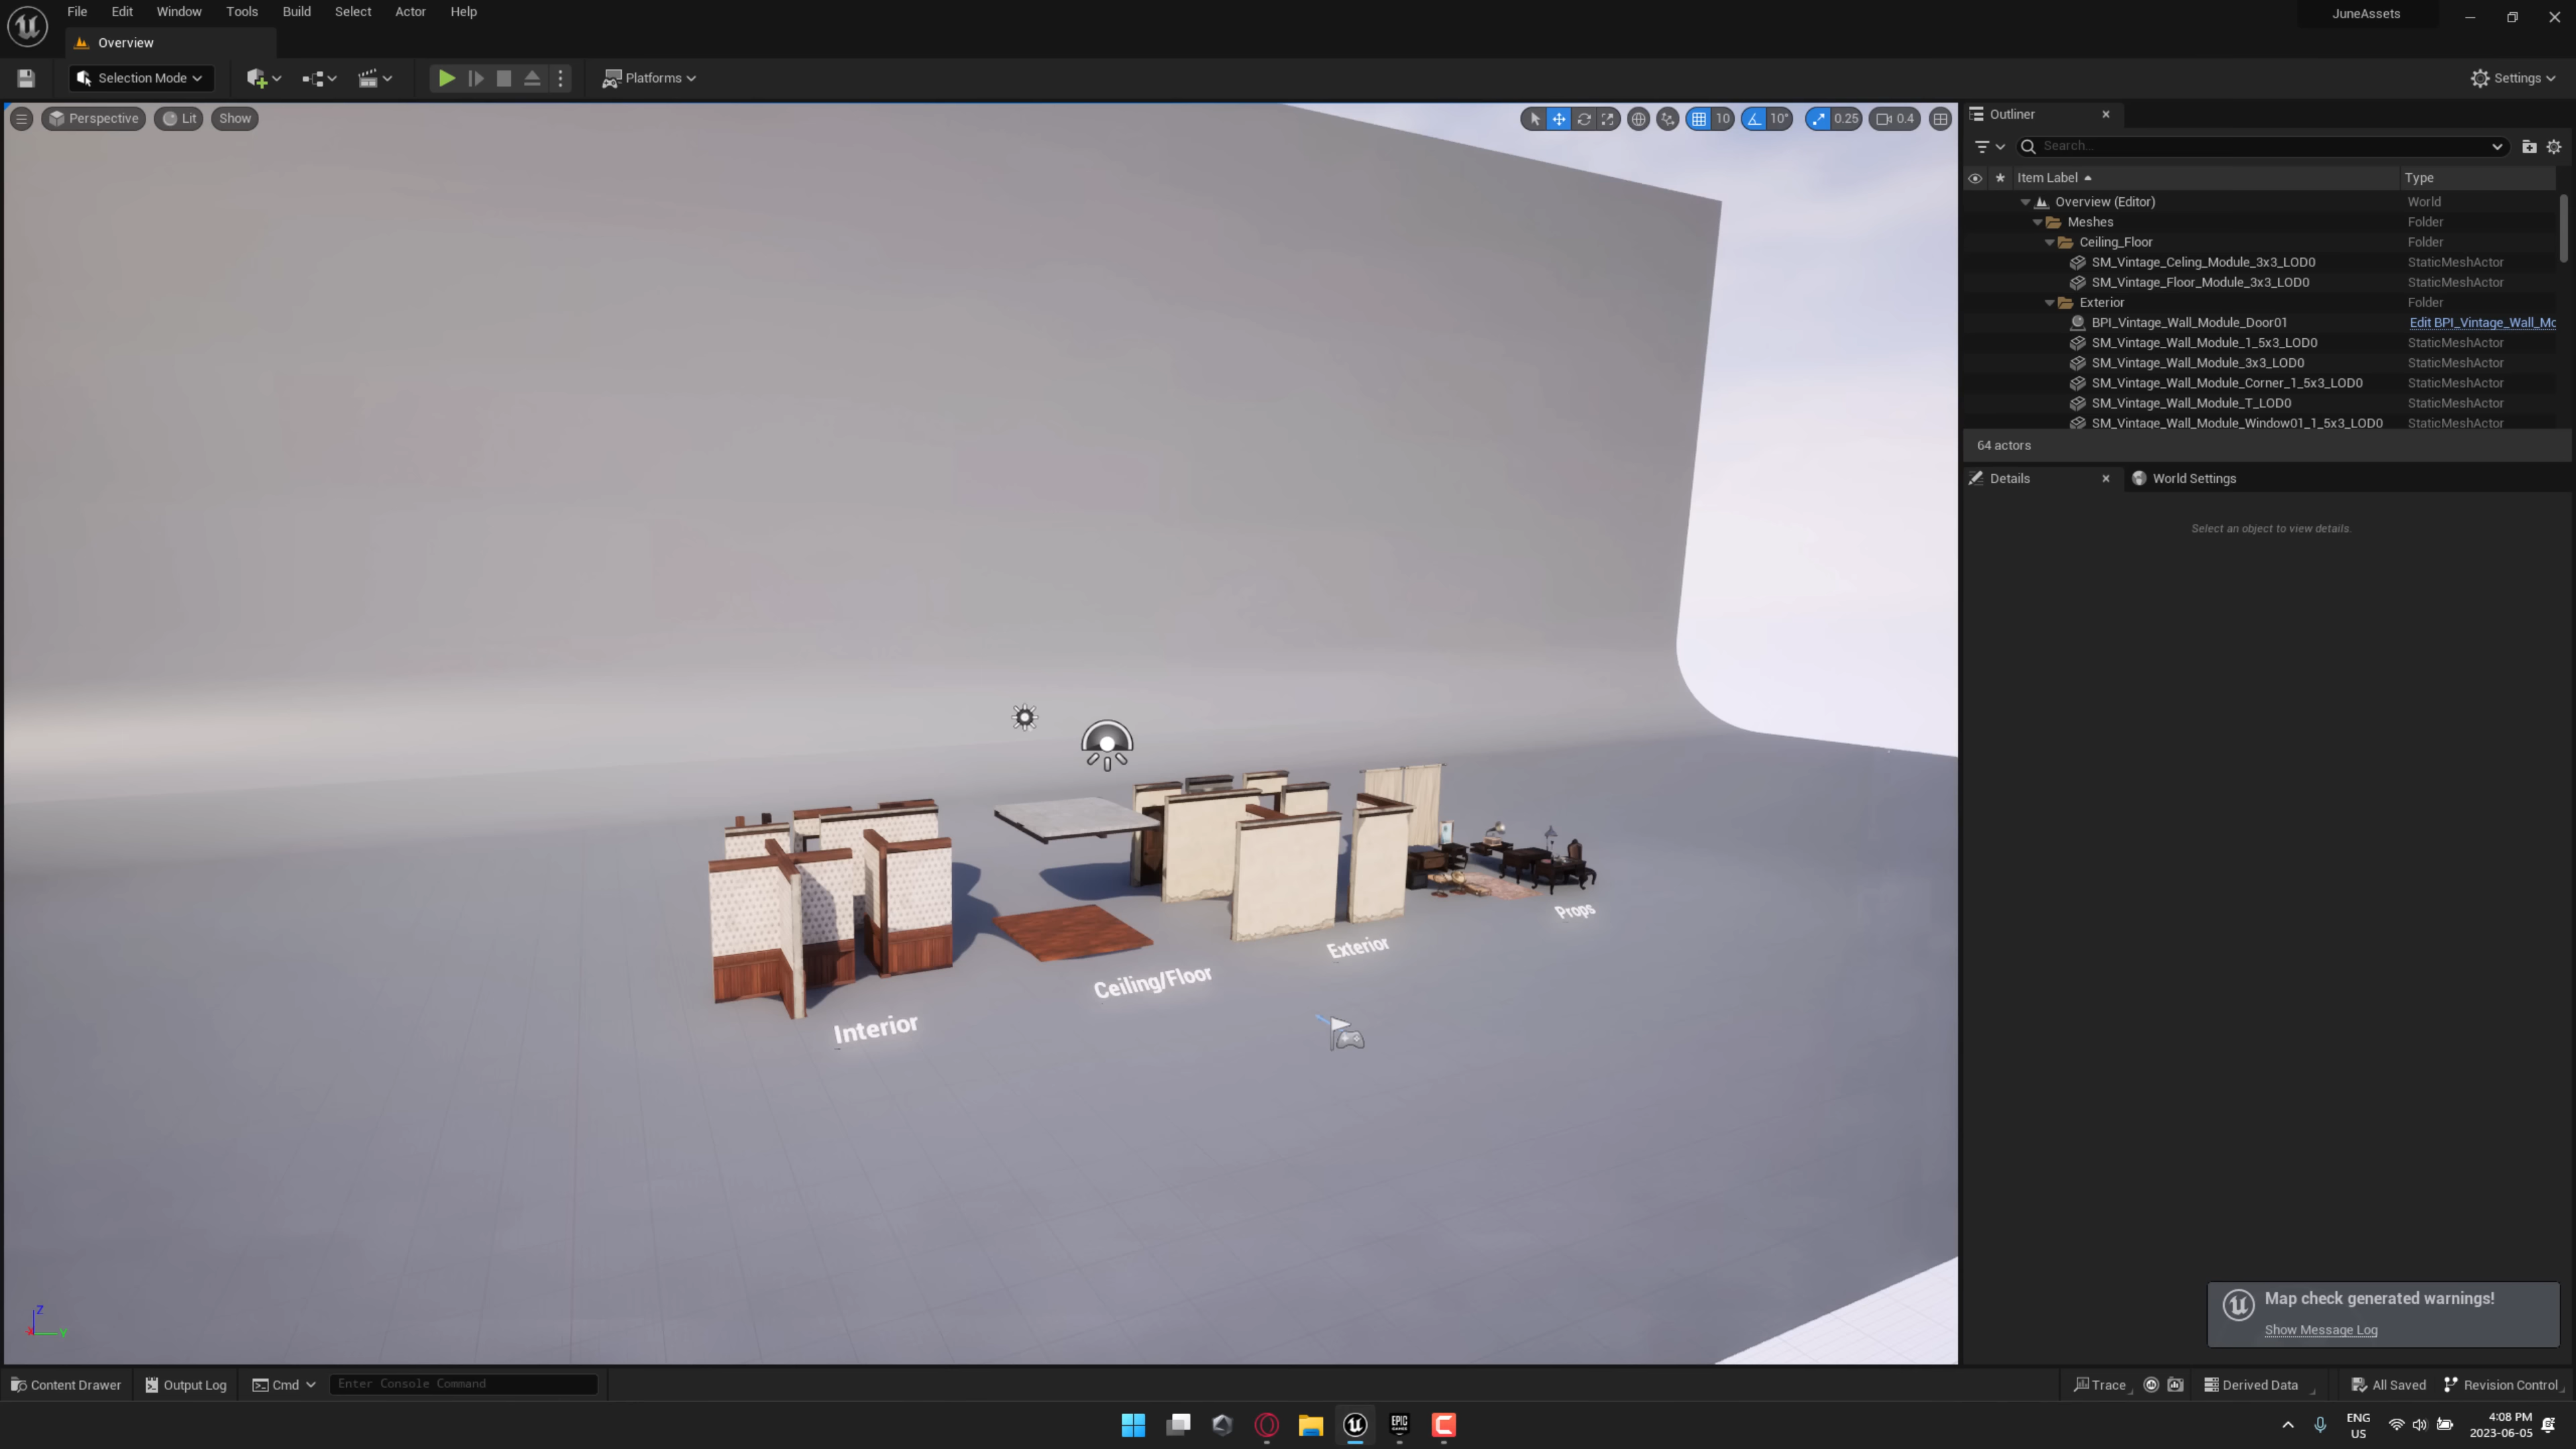 File Edit Window Tools Build Select Actor Help
JuneAssets
Overview
Selection Mode
Platforms
Settings
Perspective Lit Show
10 10° 0.25 0.4
Outliner
Search...
Item Label Type
Overview (Editor) World
Meshes Folder
Ceiling_Floor Folder
SM_Vintage_Celing_Module_3x3_LOD0 StaticMeshActor
SM_Vintage_Floor_Module_3x3_LOD0 StaticMeshActor
Exterior Folder
BPI_Vintage_Wall_Module_Door01 Edit BPI_Vintage_Wall_Mo
SM_Vintage_Wall_Module_1_5x3_LOD0 StaticMeshActor
SM_Vintage_Wall_Module_3x3_LOD0 StaticMeshActor
SM_Vintage_Wall_Module_Corner_1_5x3_LOD0 StaticMeshActor
SM_Vintage_Wall_Module_T_LOD0 StaticMeshActor
SM_Vintage_Wall_Module_Window01_1_5x3_LOD0 StaticMeshActor
64 actors
Details World Settings
Select an object to view details.
Props
Exterior
Ceiling/Floor
Interior
Z
X Y
Map check generated warnings!
Show Message Log
Content Drawer Output Log Cmd Enter Console Command
Trace Derived Data All Saved Revision Control
EPIC GAMES
ENG
US
4:08 PM
2023-06-05